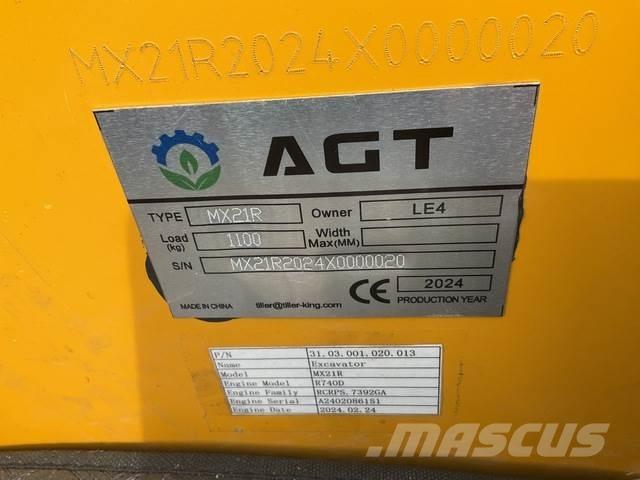 MX21R2024X0000020
AGT
TYPE MX21R Owner LE4
Load (kg) 1100 Width Max(MM)
S/N MX21R2024X0000020
CE 2024
MADE IN CHINA tiller@tiller-king.com PRODUCTION YEAR
P/N 31.03.001.020.013
Name Excavator
Model MX21R
Engine Model R740D
Engine Family RCRPS.7392GA
Engine Serial A2402086151
Engine Date 2024.02.24
MASCUS